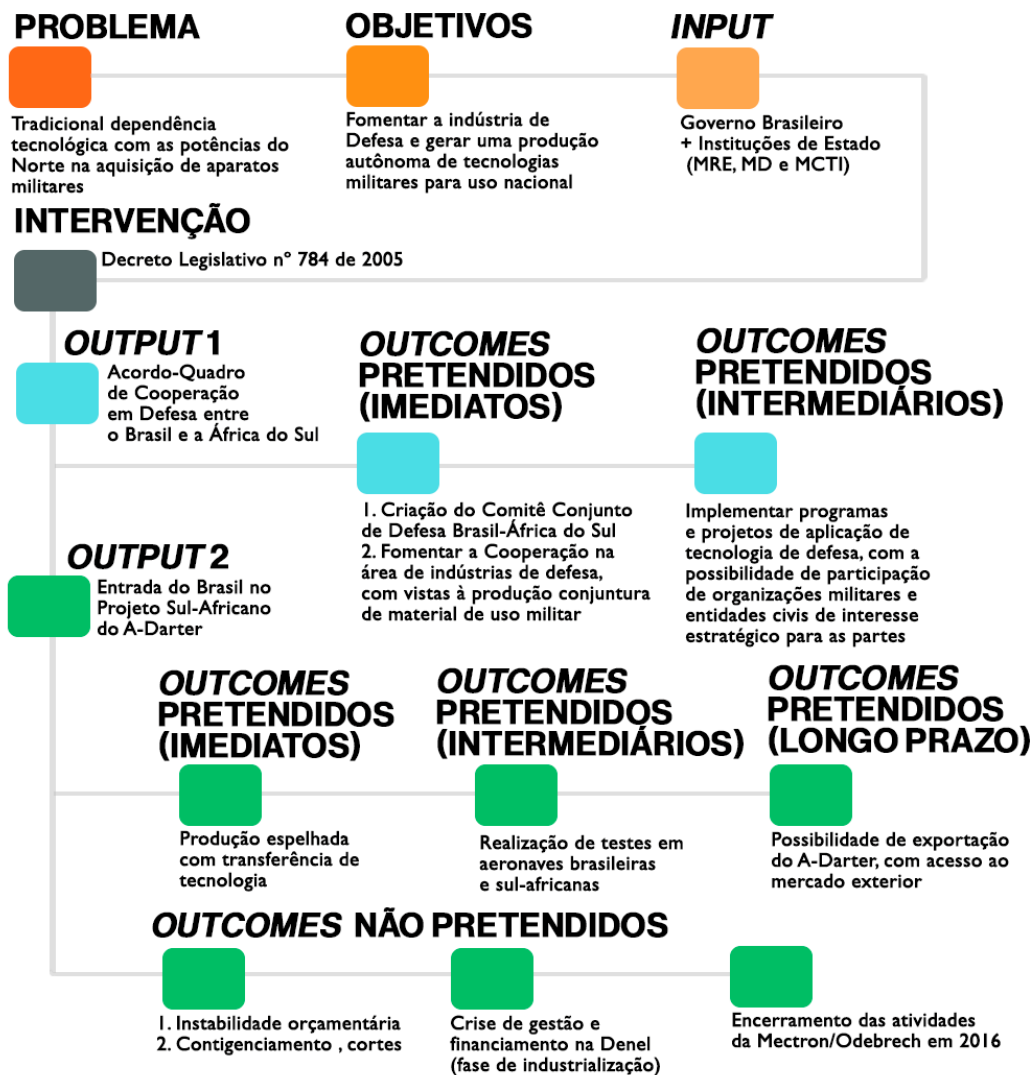 PROBLEMA
Tradicional dependência
tecnológica com as potências do
Norte na aquisição de aparatos
militares
OBJETIVOS
Fomentar a indústria de
Defesa e gerar uma produção
autônoma de tecnologias
militares para uso nacional
INPUT
Governo Brasileiro
+ Instituções de Estado
(MRE, MD e MCTI)
INTERVENÇÃO
Decreto Legislativo nº 784 de 2005
OUTPUT 1
Acordo-Quadro
de Cooperação
em Defesa entre
o Brasil e a África do Sul
OUTCOMES
PRETENDIDOS
(IMEDIATOS)
1. Criação do Comitê Conjunto
de Defesa Brasil-África do Sul
2. Fomentar a Cooperação na
área de indústrias de defesa,
com vistas à produção conjuntura
de material de uso militar
OUTCOMES
PRETENDIDOS
(INTERMEDIÁRIOS)
Implementar programas
e projetos de aplicação de
tecnologia de defesa, com a
possibilidade de participação
de organizações militares e
entidades civis de interesse
estratégico para as partes
OUTPUT 2
Entrada do Brasil no
Projeto Sul-Africano
do A-Darter
OUTCOMES
PRETENDIDOS
(IMEDIATOS)
Produção espelhada
com transferência de
tecnologia
OUTCOMES
PRETENDIDOS
(INTERMEDIÁRIOS)
Realização de testes em
aeronaves brasileiras
e sul-africanas
OUTCOMES
PRETENDIDOS
(LONGO PRAZO)
Possibilidade de exportação
do A-Darter, com acesso ao
mercado exterior
OUTCOMES NÃO PRETENDIDOS
1. Instabilidade orçamentária
2. Contigenciamento , cortes
Crise de gestão e
financiamento na Denel
(fase de industrialização)
Encerramento das atividades
da Mectron/Odebrech em 2016